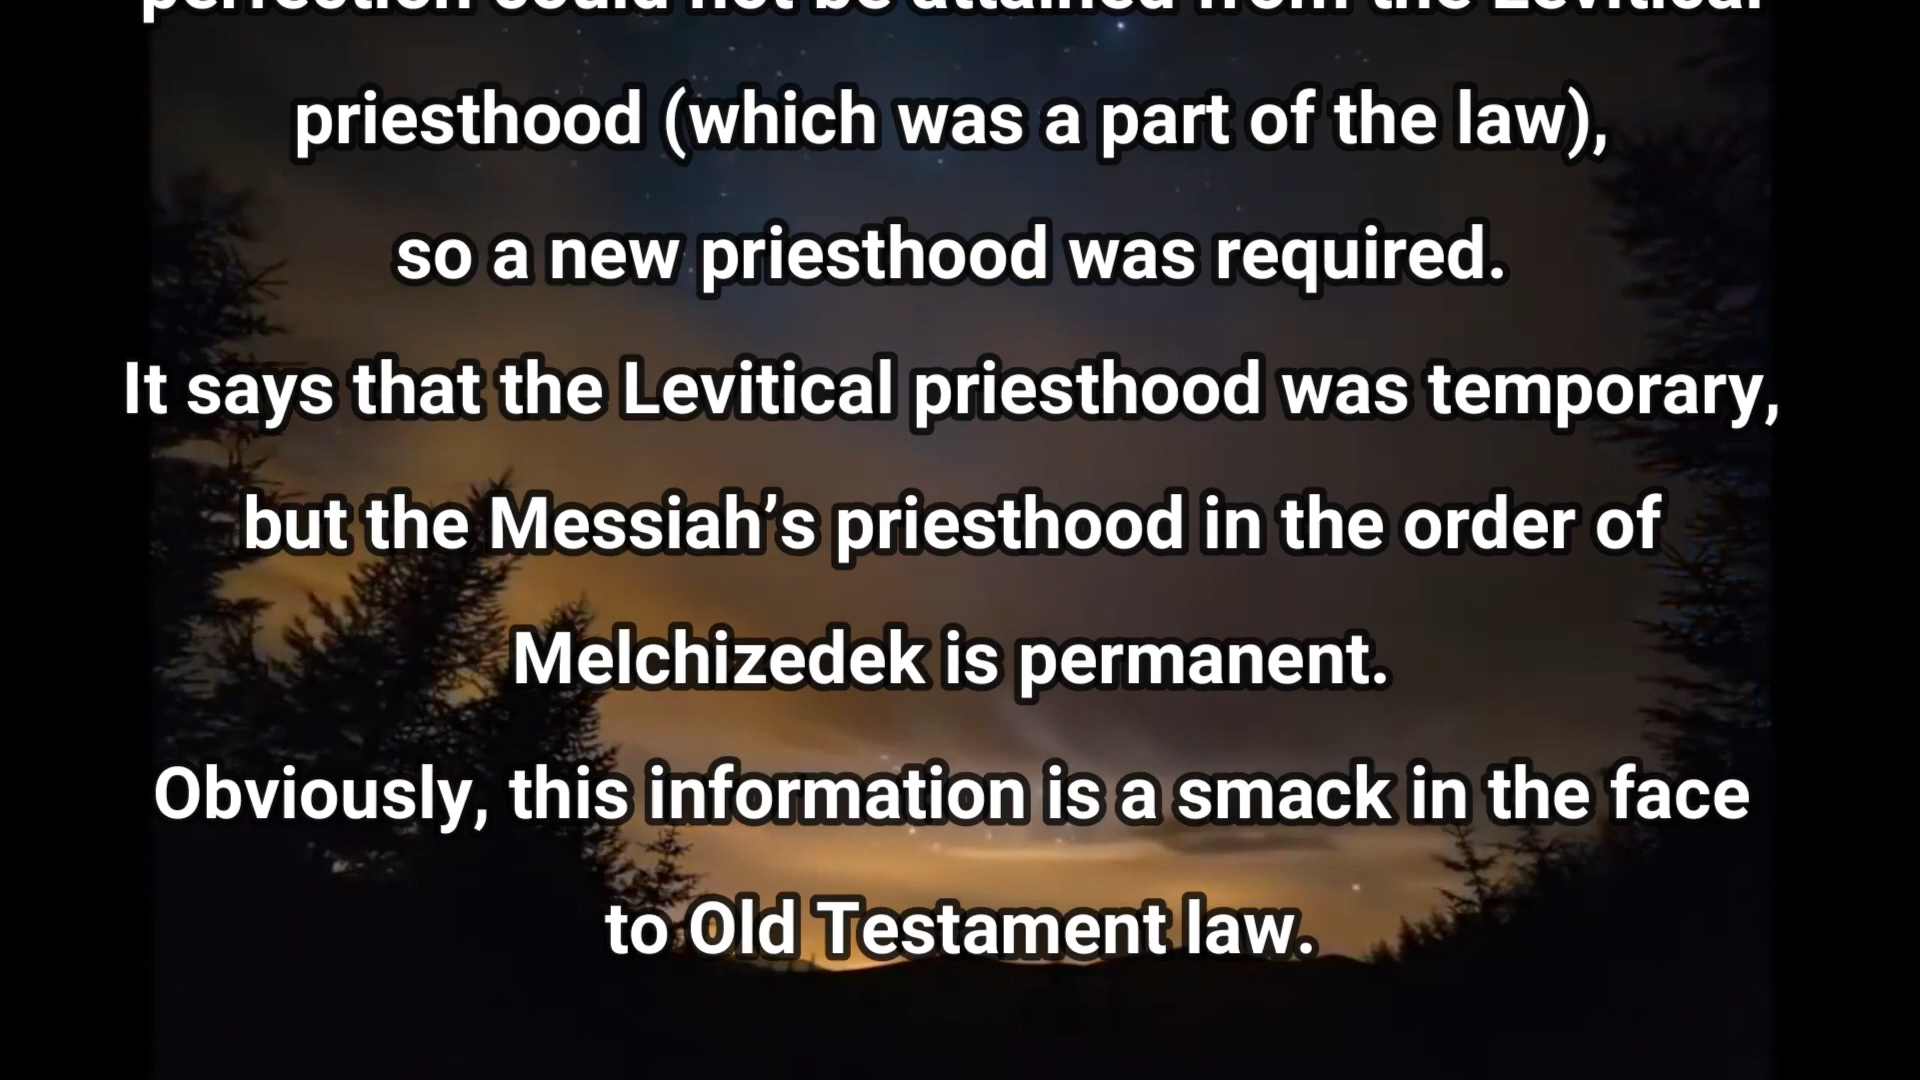 perfection could not be attained from the Levitical
priesthood (which was a part of the law),
so a new priesthood was required.
It says that the Levitical priesthood was temporary,
but the Messiah’s priesthood in the order of
Melchizedek is permanent.
Obviously, this information is a smack in the face
to Old Testament law.